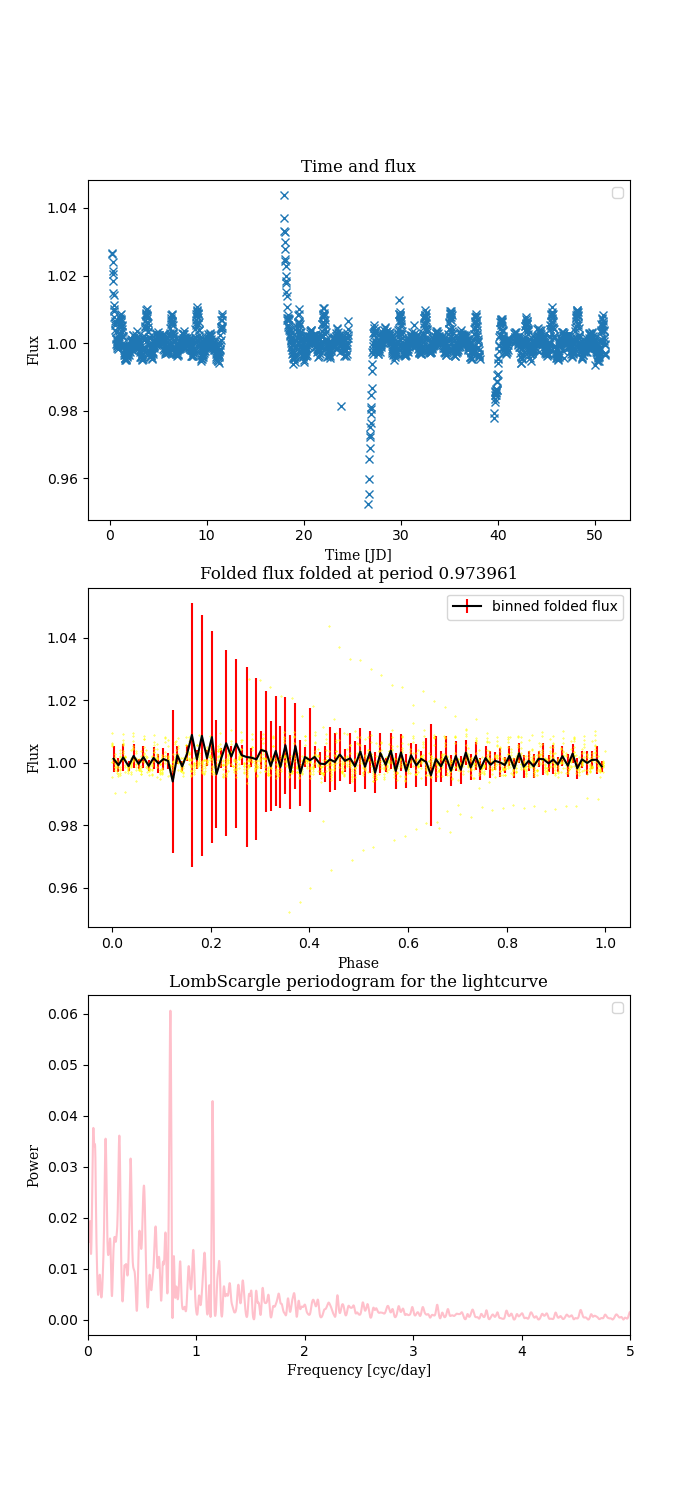 Time and flux
1.04
1.02
1.00
0.98
0.96
Flux
0 10 20 30 40 50
Time [JD]
Folded flux folded at period 0.973961
binned folded flux
1.04
1.02
1.00
0.98
0.96
Flux
0.0 0.2 0.4 0.6 0.8 1.0
Phase
LombScargle periodogram for the lightcurve
0.06
0.05
0.04
0.03
0.02
0.01
0.00
Power
0 1 2 3 4 5
Frequency [cyc/day]